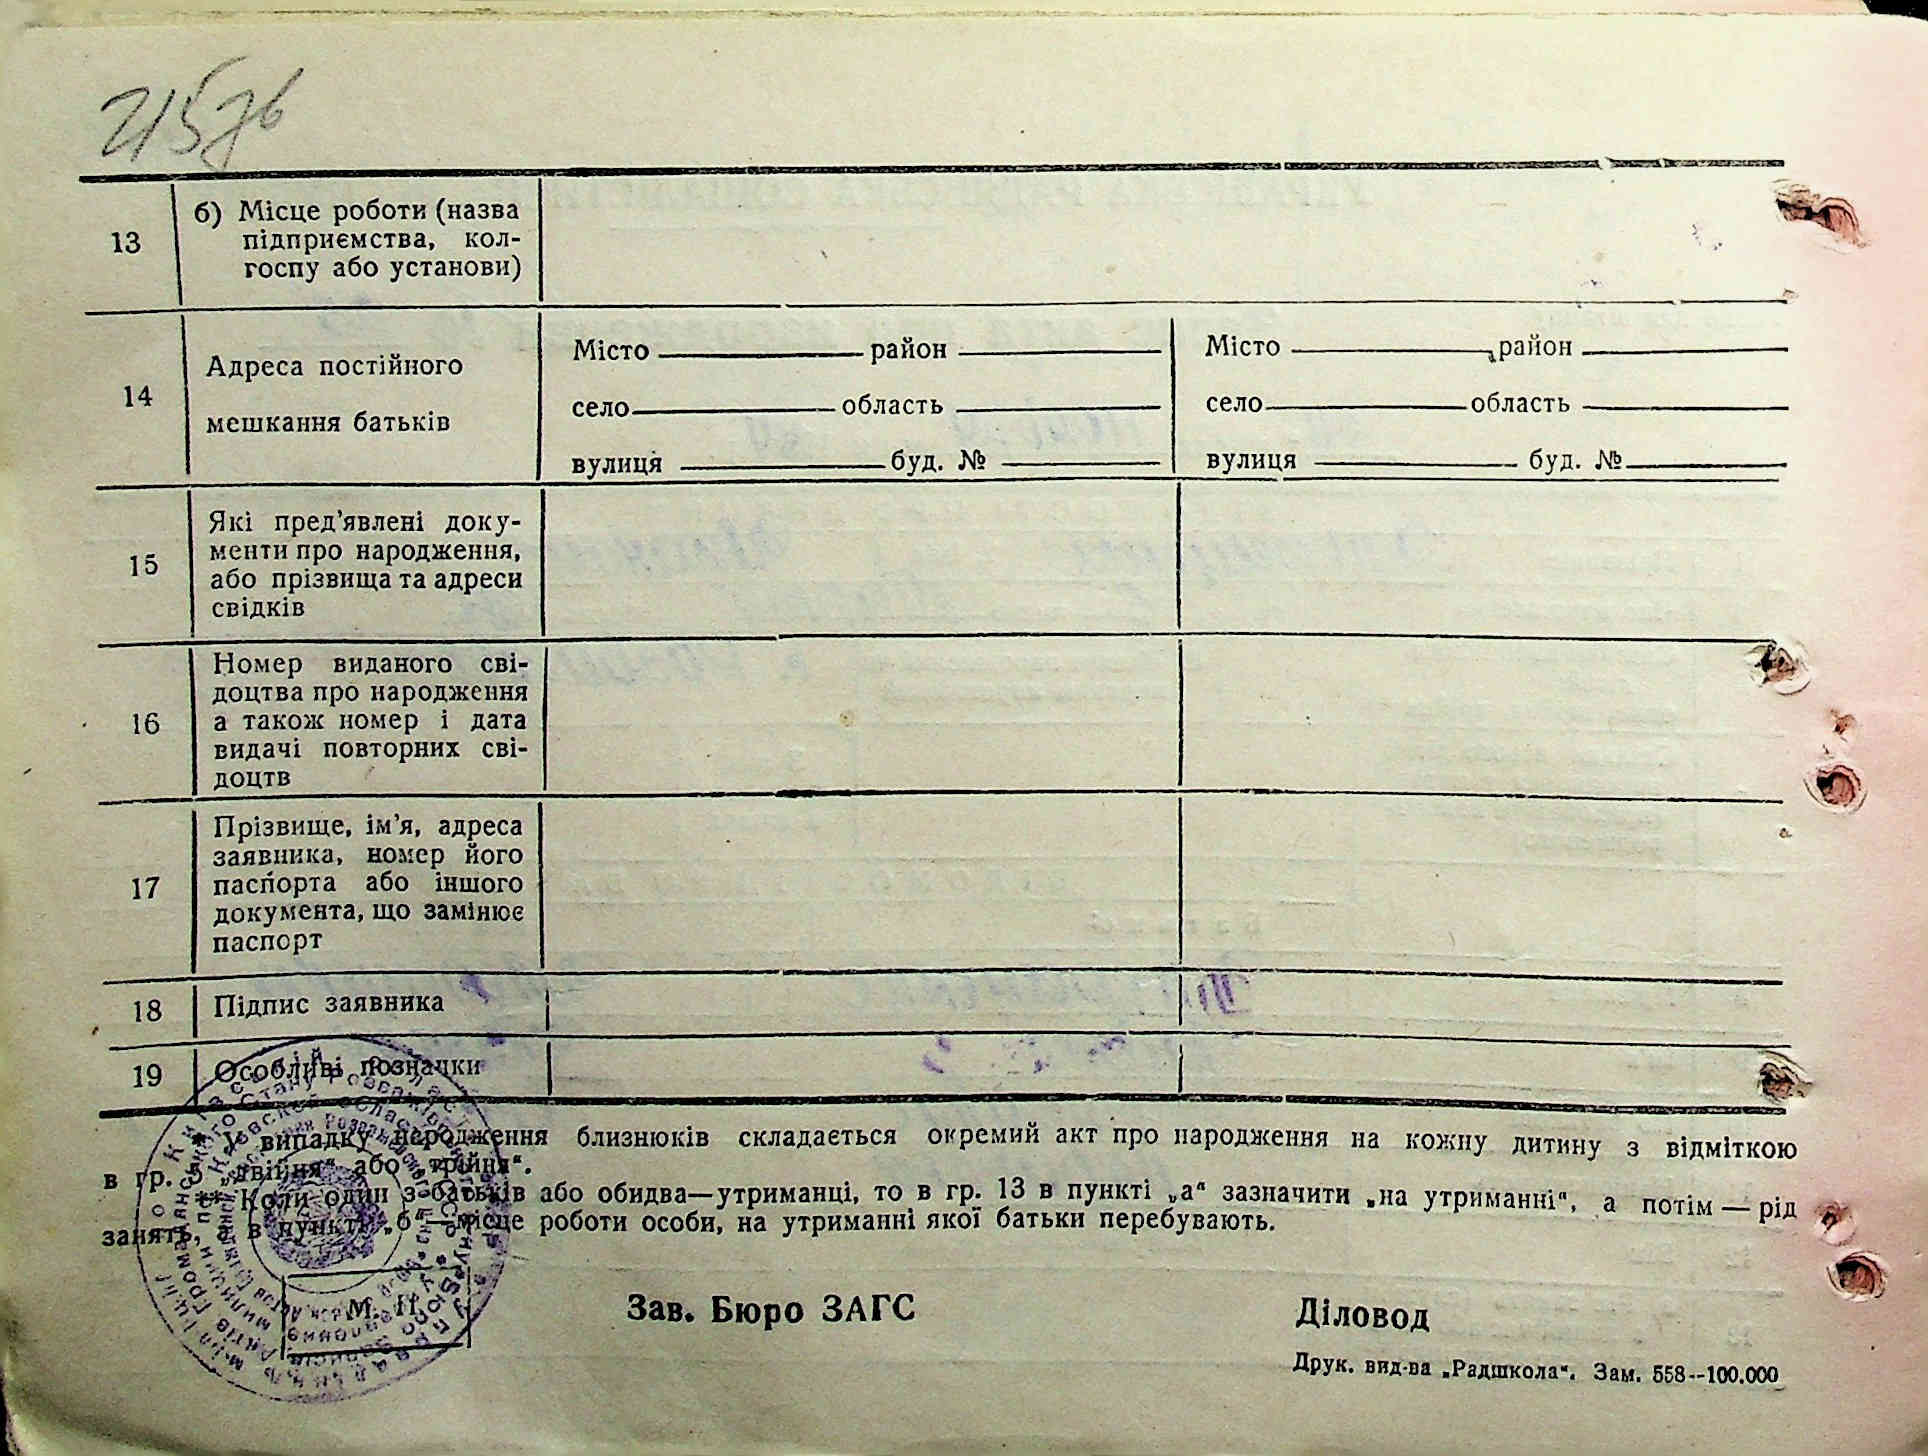 13 б) Місце роботи (назва
підприємства, кол-
госпу або установи)
14 Адреса постійного
мешкання батьків
Місто район Місто район
село область село область
вулиця буд. № вулиця буд. №
15 Які пред'явлені доку-
менти про народження,
або прізвища та адреси
свідків
16 Номер виданого сві-
доцтва про народження
а також номер і дата
видачі повторних сві-
доцтв
17 Прізвище, ім'я, адреса
заявника, номер його
паспорта або іншого
документа, що замінює
паспорт
18 Підпис заявника
19 Особливі позначки
* У випадку народження близнюків складається окремий акт про народження на кожну дитину з відміткою
в гр. 5 „двійня“ або „трійня“.
** Коли один з батьків або обидва—утриманці, то в гр. 13 в пункті „а“ зазначити „на утриманні“, а потім — рід
занять, а в пункті „б“—місце роботи особи, на утриманні якої батьки перебувають.
М. П.
Зав. Бюро ЗАГС Діловод
Друк. вид-ва „Радшкола“. Зам. 558--100.000